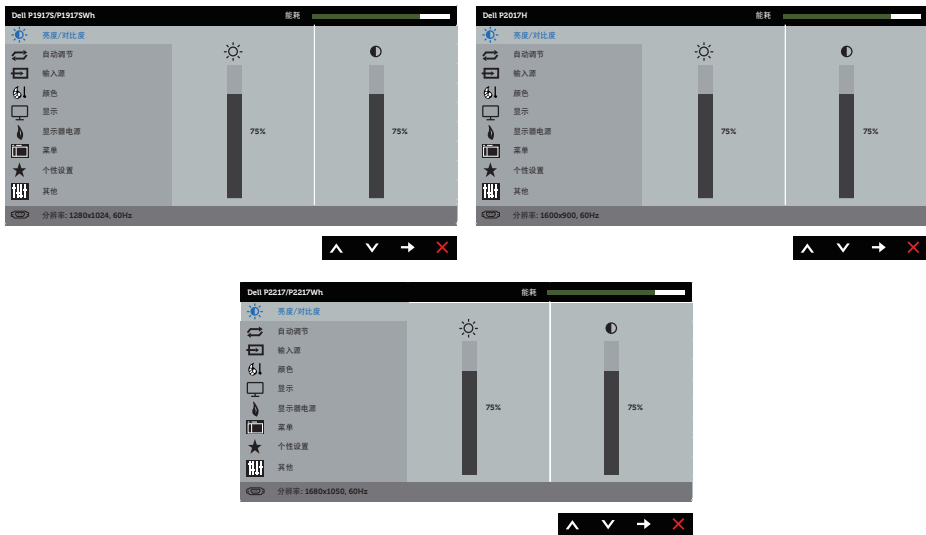 Dell P1917S/P1917SWh 能耗
亮度/对比度
自动调节
输入源
颜色
显示
显示器电源
75%
75%
菜单
个性设置
其他
分辨率: 1280x1024, 60Hz
Dell P2017H 能耗
亮度/对比度
自动调节
输入源
颜色
显示
显示器电源
75%
75%
菜单
个性设置
其他
分辨率: 1600x900, 60Hz
Dell P2217/P2217Wh 能耗
亮度/对比度
自动调节
输入源
颜色
显示
显示器电源
75%
75%
菜单
个性设置
其他
分辨率: 1680x1050, 60Hz